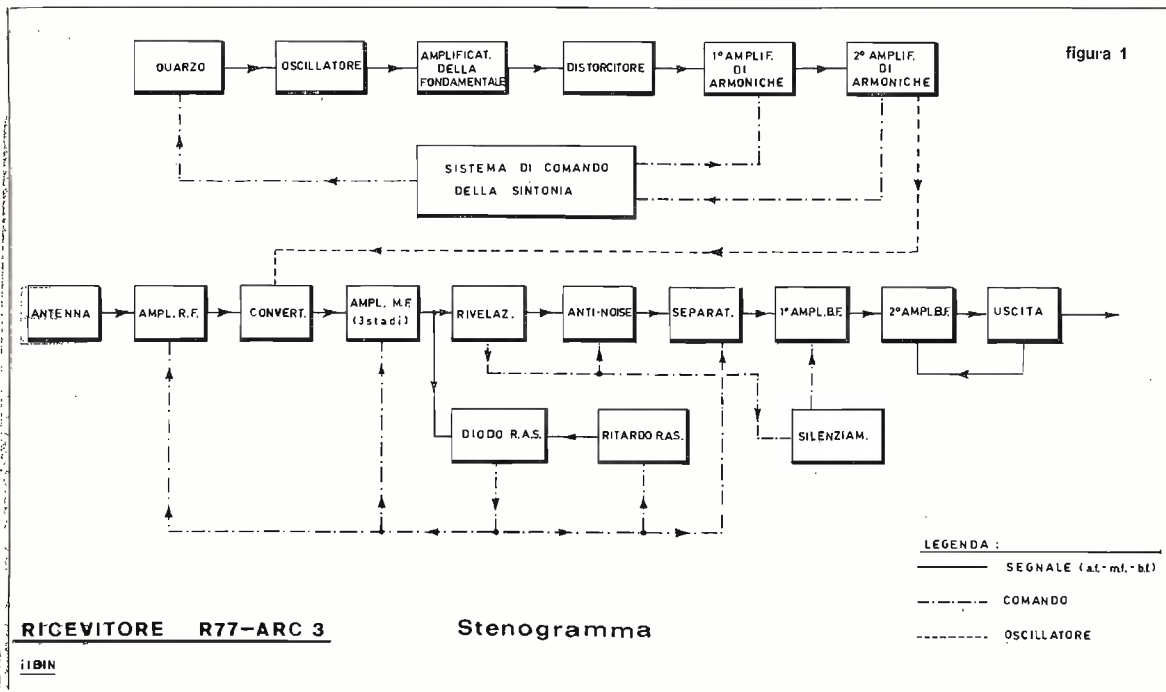 figura 1
QUARZO
OSCILLATORE
AMPLIFICAT.
DELLA
FONDAMENTALE
DISTORCITORE
1° AMPLIF.
DI
ARMONICHE
2° AMPLIF.
DI
ARMONICHE
SISTEMA DI COMANDO
DELLA SINTONIA
ANTENNA
AMPL. R.F.
CONVERT.
AMPL. M.F.
(3 stadi)
RIVELAZ.
ANTI-NOISE
SEPARAT.
1° AMPL. B.F.
2° AMPL. B.F.
USCITA
DIODO R.A.S.
RITARDO R.A.S.
SILENZIAM.
LEGENDA :
SEGNALE (a.f.- m.f. - b.f.)
COMANDO
OSCILLATORE
RICEVITORE R77-ARC 3
Stenogramma
i1BIN